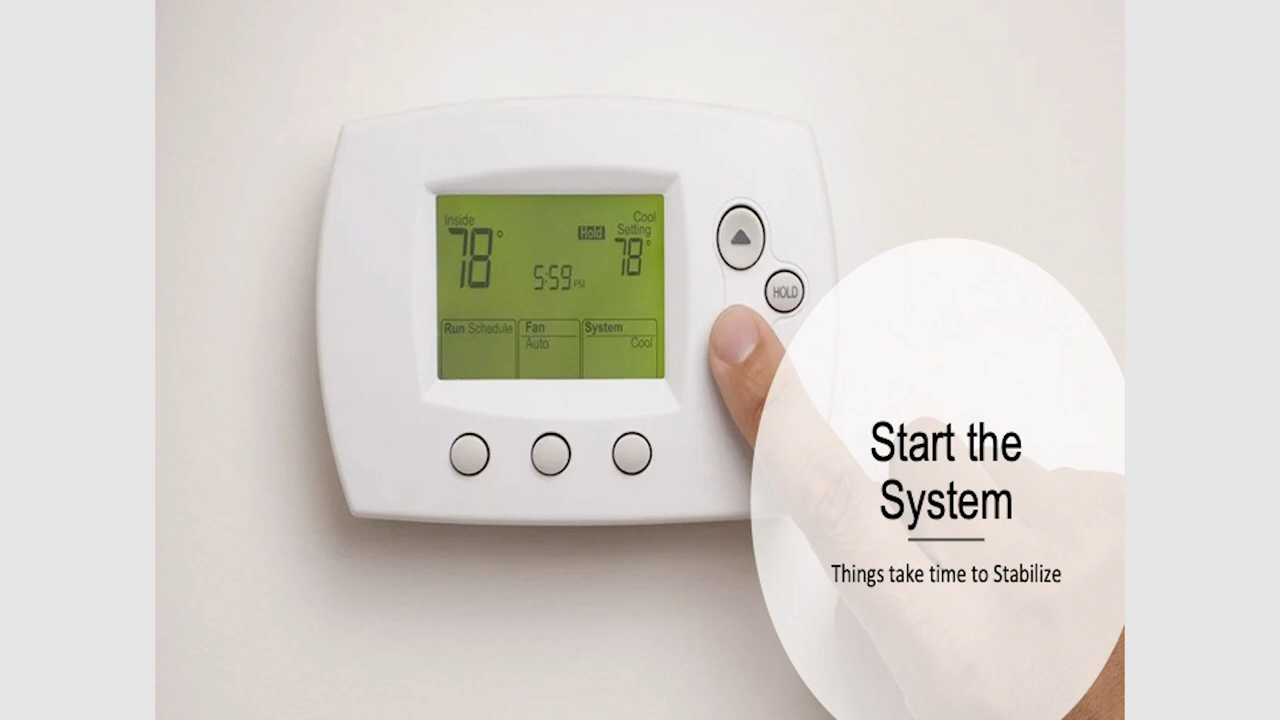 Inside
78°
Hold
Cool
Setting
78°
5:59 PM
Run Schedule
Fan
Auto
System
Cool
HOLD
Start the
System
Things take time to Stabilize